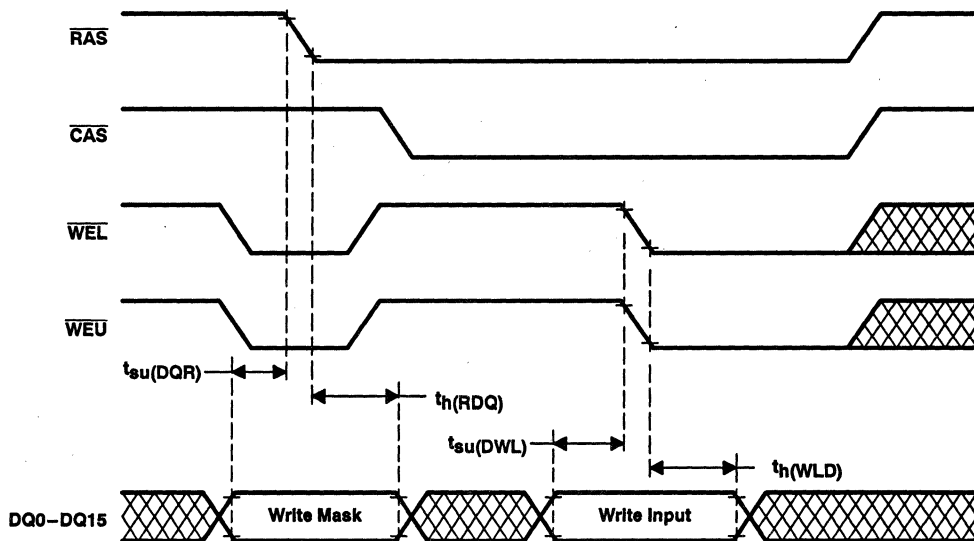 RAS
CAS
WEL
WEU
tsu(DQR)
th(RDQ)
tsu(DWL)
th(WLD)
DQ0–DQ15
Write Mask
Write Input